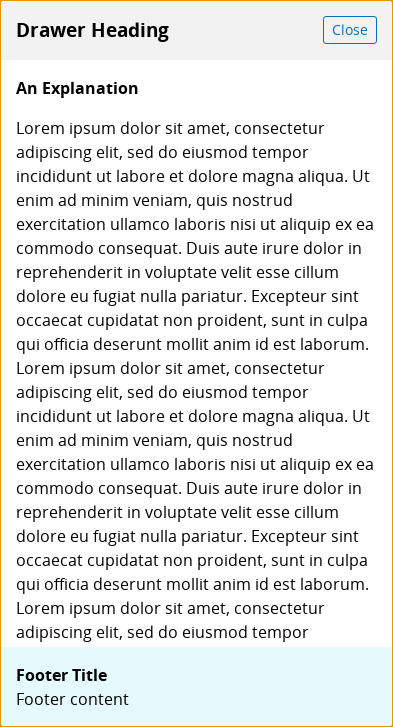 Drawer Heading
Close
An Explanation
Lorem ipsum dolor sit amet, consectetur
adipiscing elit, sed do eiusmod tempor
incididunt ut labore et dolore magna aliqua. Ut
enim ad minim veniam, quis nostrud
exercitation ullamco laboris nisi ut aliquip ex ea
commodo consequat. Duis aute irure dolor in
reprehenderit in voluptate velit esse cillum
dolore eu fugiat nulla pariatur. Excepteur sint
occaecat cupidatat non proident, sunt in culpa
qui officia deserunt mollit anim id est laborum.
Lorem ipsum dolor sit amet, consectetur
adipiscing elit, sed do eiusmod tempor
incididunt ut labore et dolore magna aliqua. Ut
enim ad minim veniam, quis nostrud
exercitation ullamco laboris nisi ut aliquip ex ea
commodo consequat. Duis aute irure dolor in
reprehenderit in voluptate velit esse cillum
dolore eu fugiat nulla pariatur. Excepteur sint
occaecat cupidatat non proident, sunt in culpa
qui officia deserunt mollit anim id est laborum.
Lorem ipsum dolor sit amet, consectetur
adipiscing elit, sed do eiusmod tempor
Footer Title
Footer content